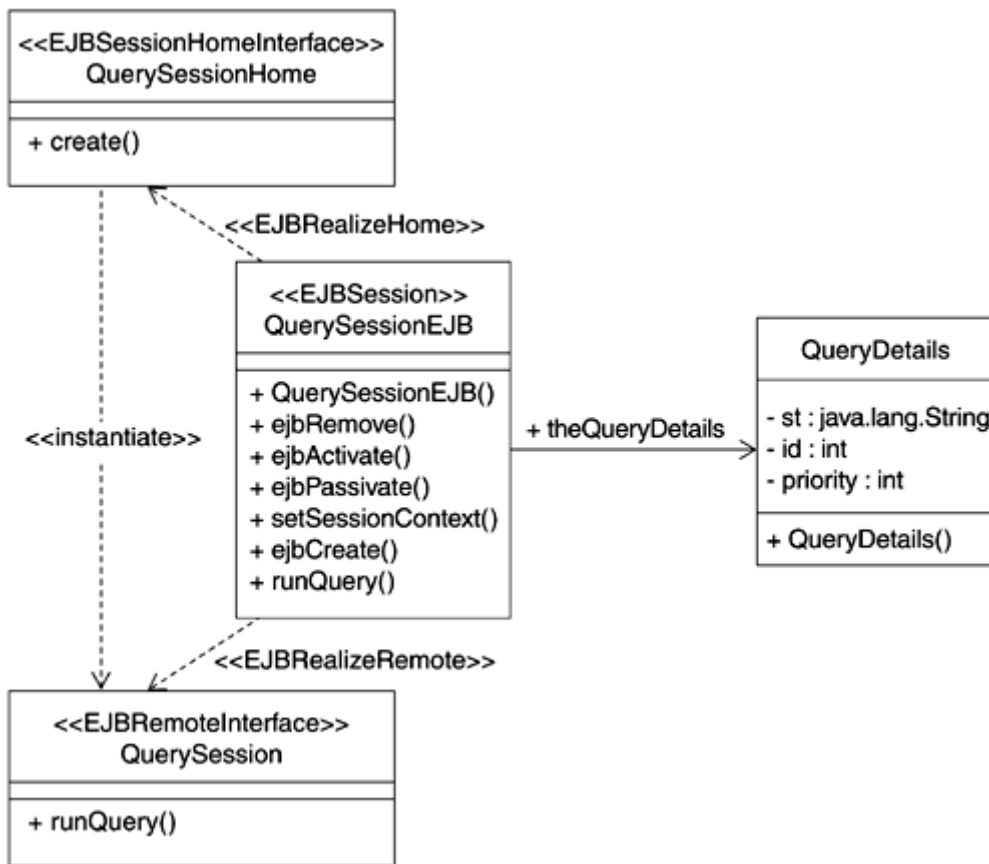 <<EJBSessionHomeInterface>>
QuerySessionHome
+ create()
<<EJBRealizeHome>>
<<EJBSession>>
QuerySessionEJB
+ QuerySessionEJB()
+ ejbRemove()
+ ejbActivate()
+ ejbPassivate()
+ setSessionContext()
+ ejbCreate()
+ runQuery()
<<instantiate>>
+ theQueryDetails
QueryDetails
- st : java.lang.String
- id : int
- priority : int
+ QueryDetails()
<<EJBRealizeRemote>>
<<EJBRemoteInterface>>
QuerySession
+ runQuery()